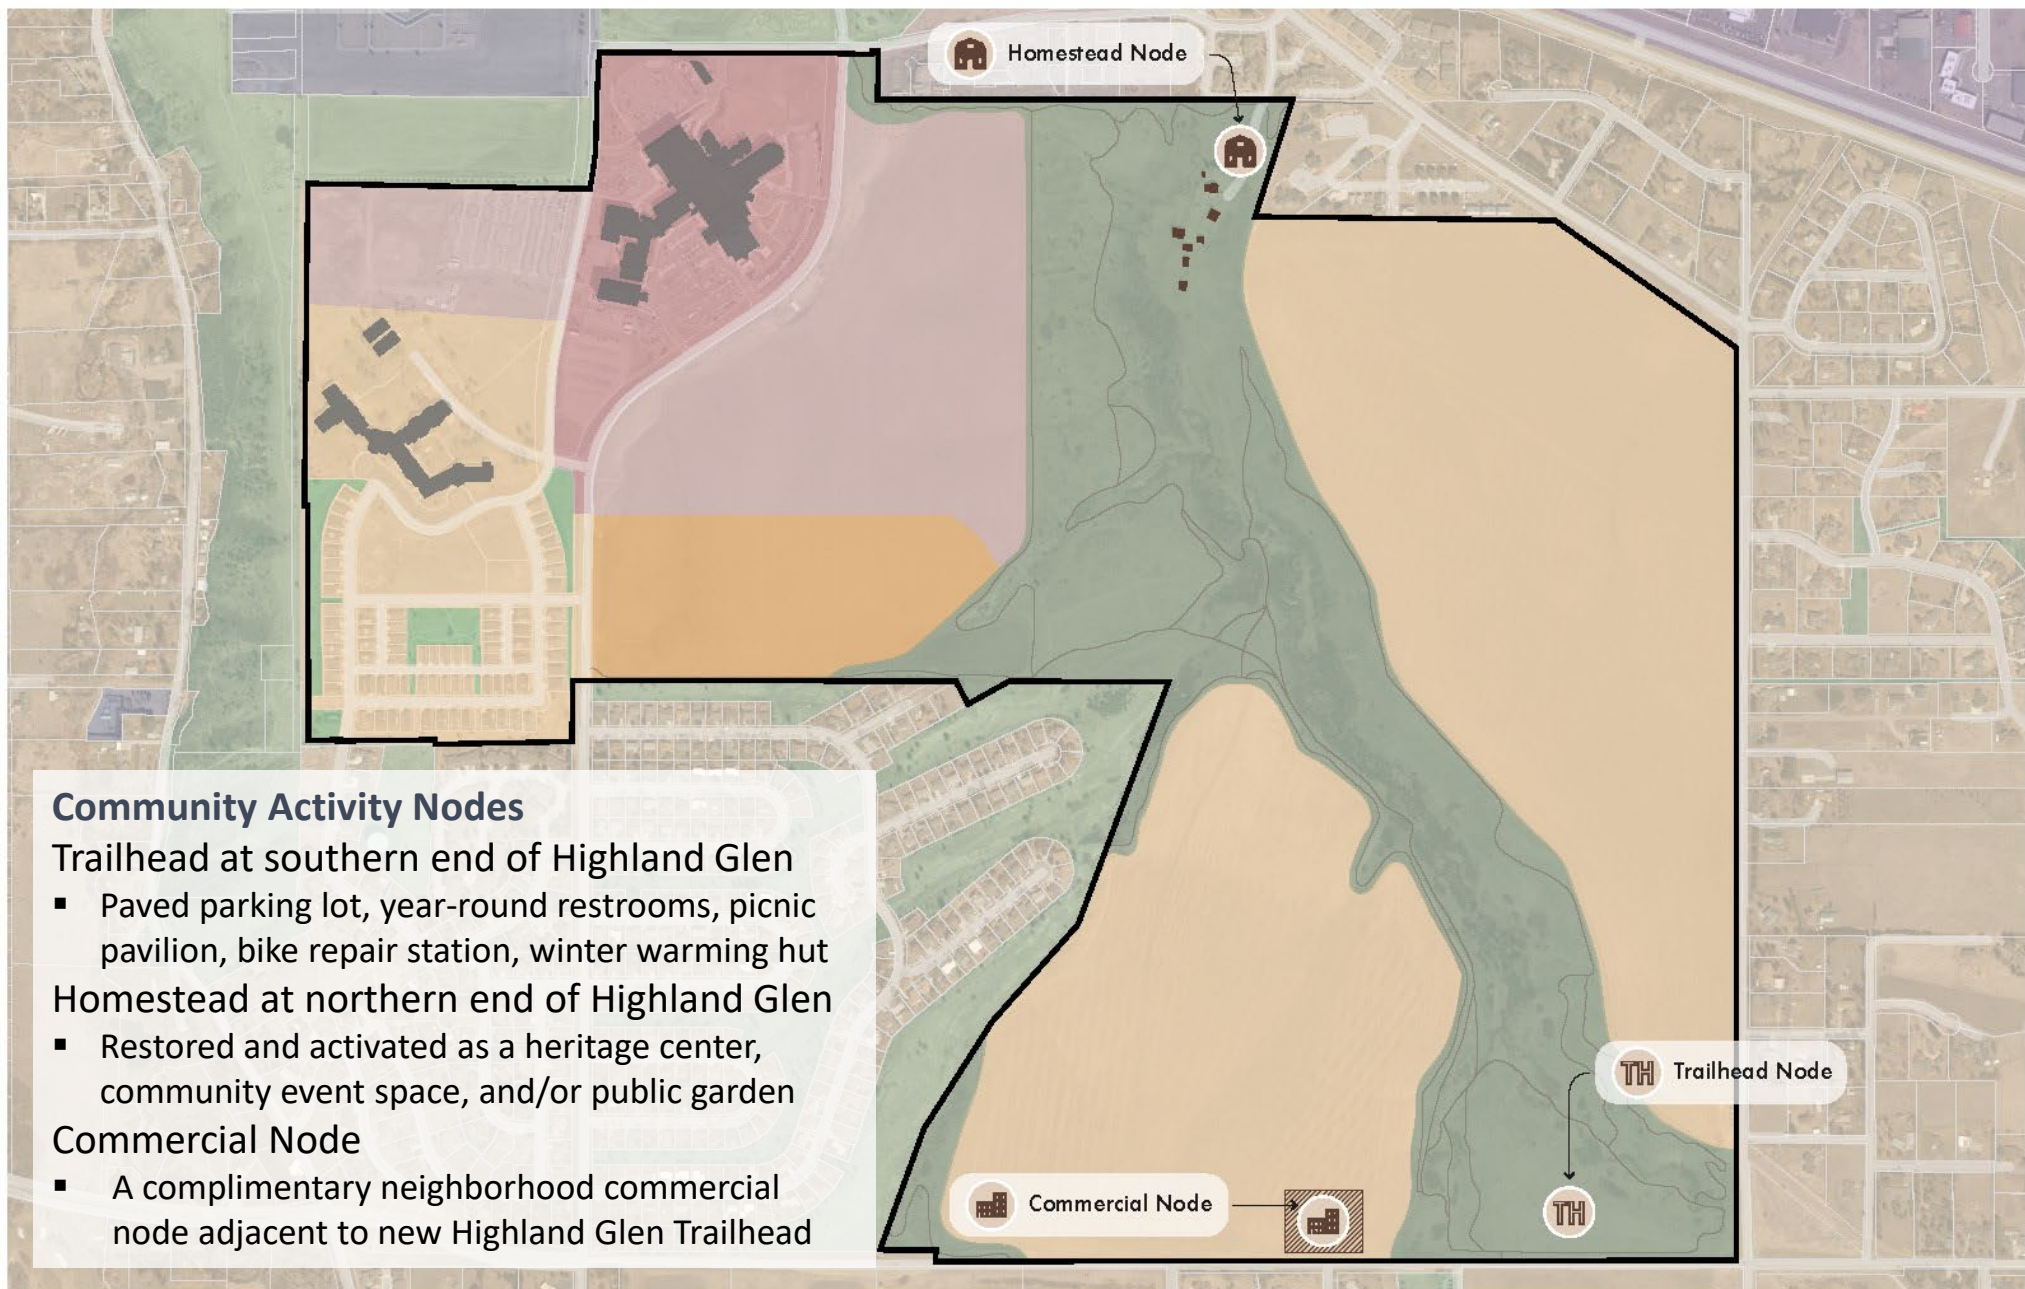 Homestead Node
Community Activity Nodes
Trailhead at southern end of Highland Glen
▪ Paved parking lot, year-round restrooms, picnic
pavilion, bike repair station, winter warming hut
Homestead at northern end of Highland Glen
▪ Restored and activated as a heritage center,
community event space, and/or public garden
Commercial Node
▪ A complimentary neighborhood commercial
node adjacent to new Highland Glen Trailhead
TH Trailhead Node
Commercial Node
TH